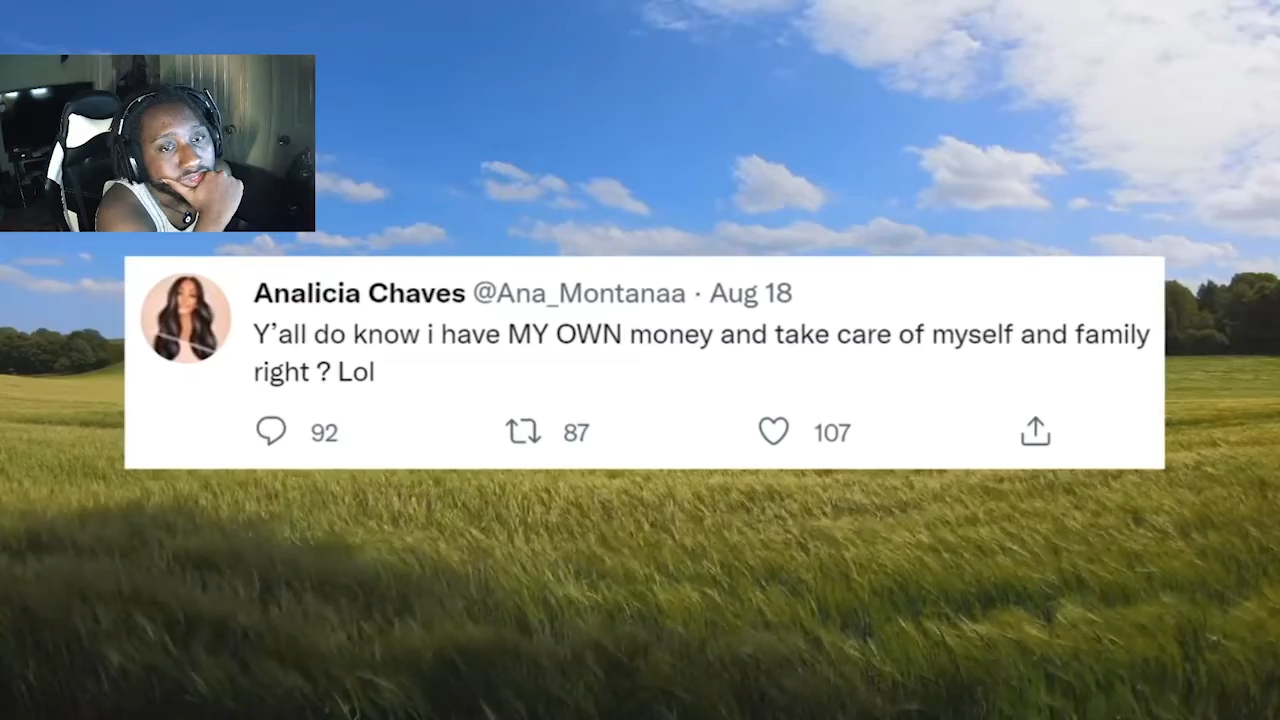 Analicia Chaves @Ana_Montanaa · Aug 18
Y’all do know i have MY OWN money and take care of myself and family
right ? Lol
92 87 107